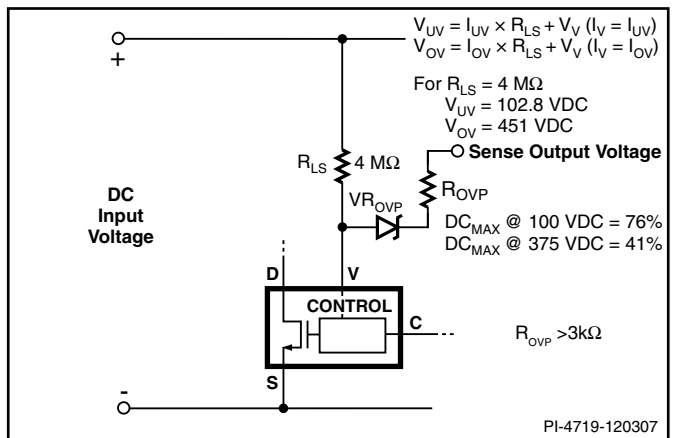 V_UV = I_UV × R_LS + V_V (I_V = I_UV)
V_OV = I_OV × R_LS + V_V (I_V = I_OV)
+
For R_LS = 4 MΩ
V_UV = 102.8 VDC
V_OV = 451 VDC
Sense Output Voltage
R_LS
4 MΩ
R_OVP
VR_OVP
DC
Input
Voltage
DC_MAX @ 100 VDC = 76%
DC_MAX @ 375 VDC = 41%
D
V
CONTROL
C
R_OVP >3kΩ
S
-
PI-4719-120307